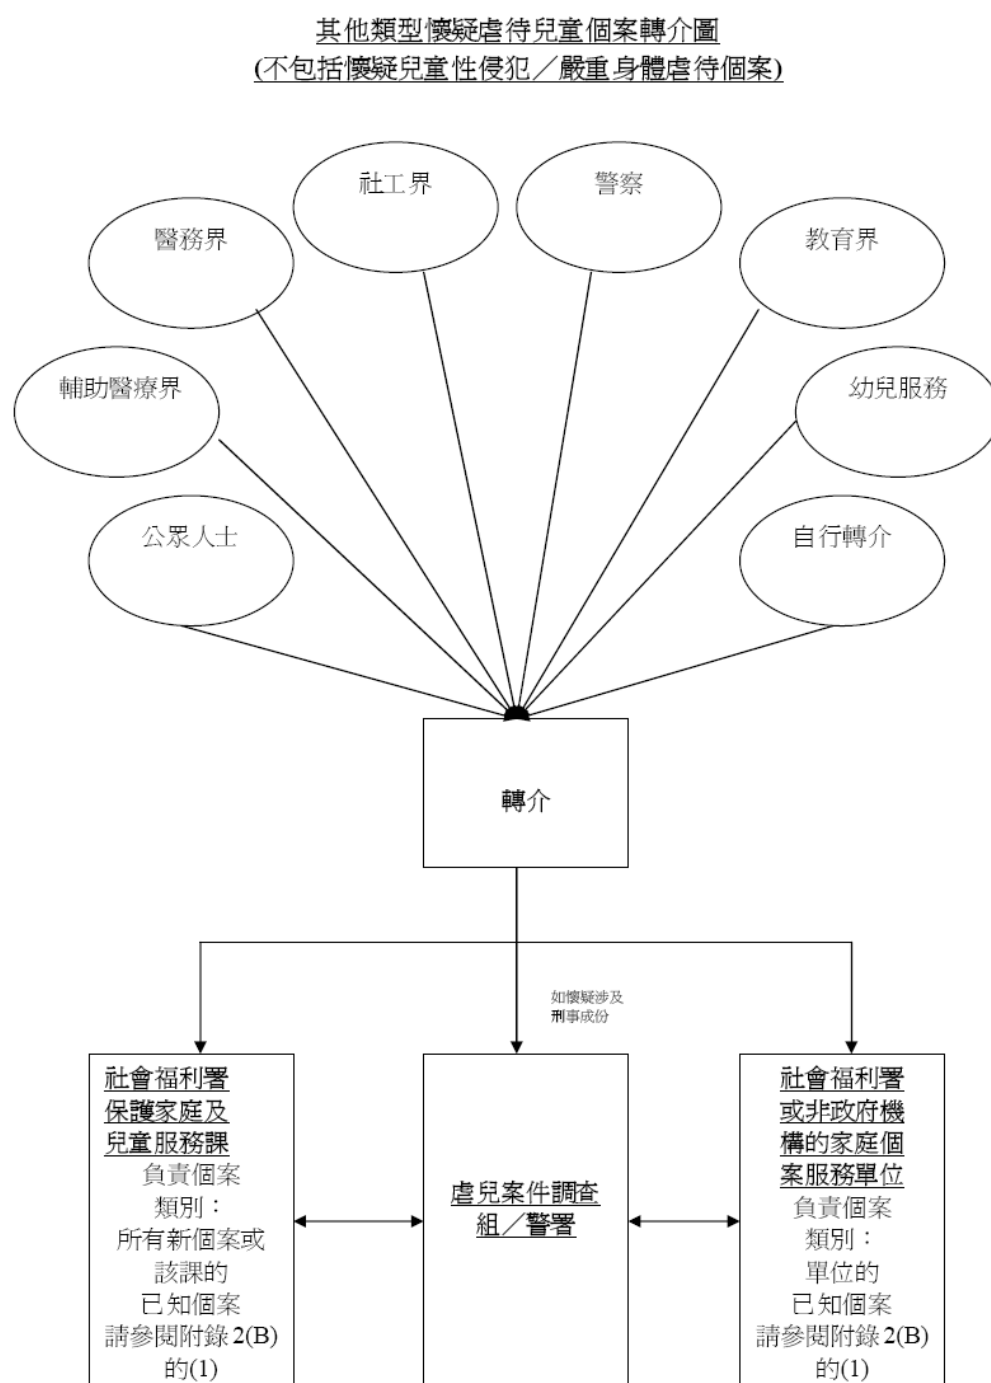 其他類型懷疑虐待兒童個案轉介圖
(不包括懷疑兒童性侵犯／嚴重身體虐待個案)
社工界
警察
醫務界
教育界
輔助醫療界
幼兒服務
公眾人士
自行轉介
轉介
如懷疑涉及
刑事成份
社會福利署
保護家庭及
兒童服務課
負責個案
類別：
所有新個案或
該課的
已知個案
請參閱附錄 2(B)
的(1)
虐兒案件調查
組／警署
社會福利署
或非政府機
構的家庭個
案服務單位
負責個案
類別：
單位的
已知個案
請參閱附錄 2(B)
的(1)